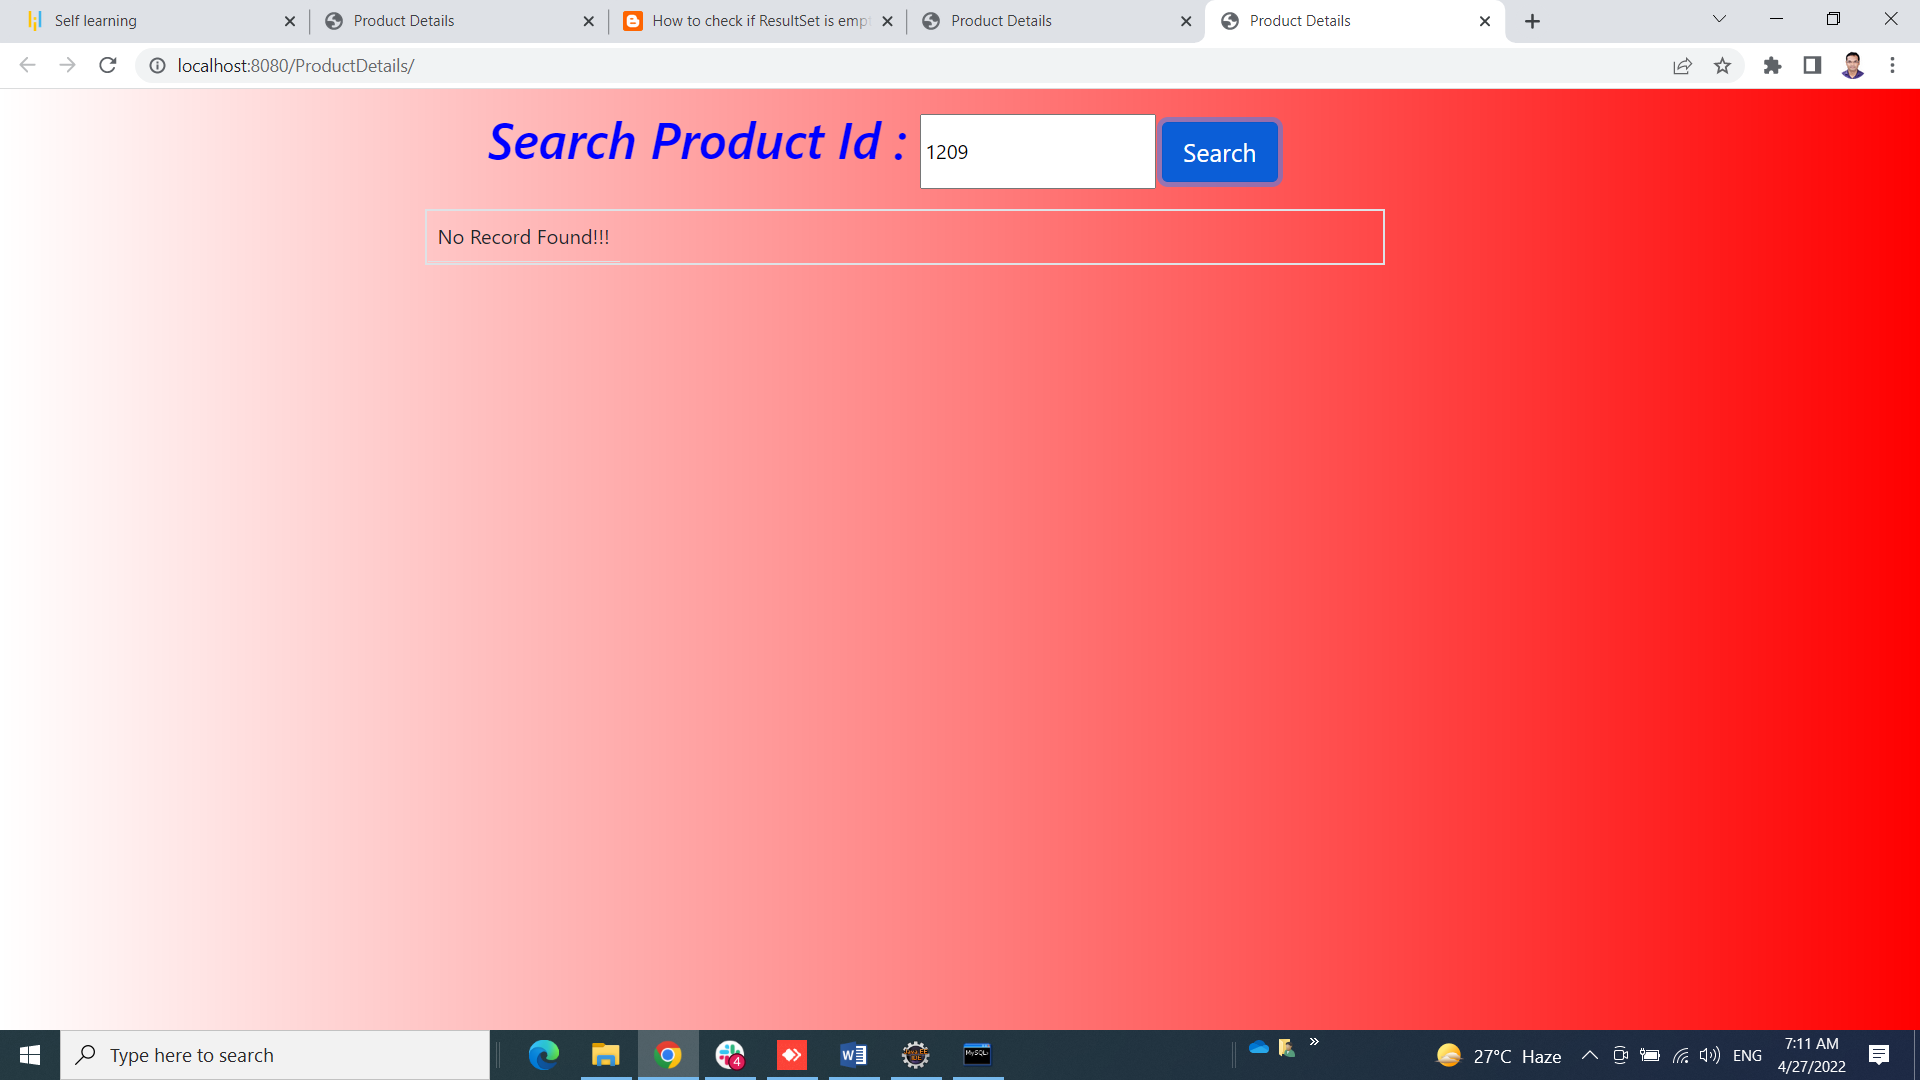 Self learning
Product Details
How to check if ResultSet is emp
Product Details
Product Details
localhost:8080/ProductDetails/
Search Product Id :
1209
Search
No Record Found!!!
Type here to search
4
W
MySQL
27°C Haze
ENG
7:11 AM
4/27/2022